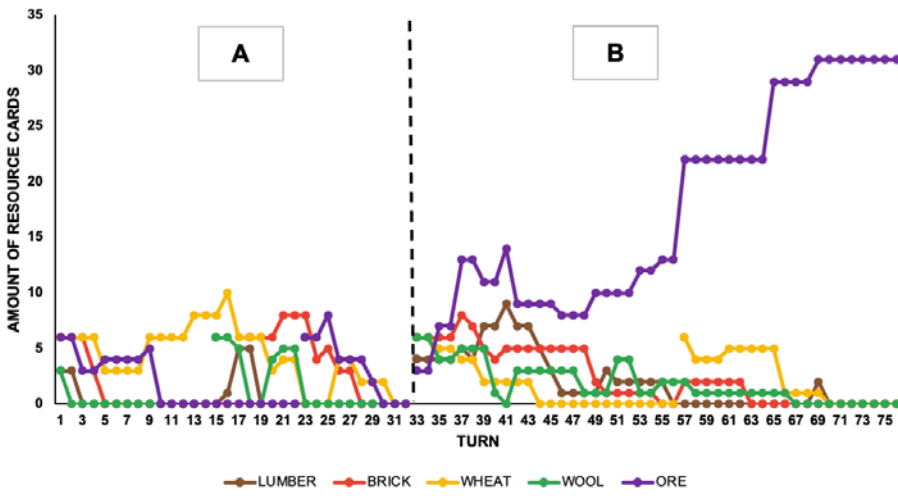 35
30
25
20
15
10
5
0
A
B
AMOUNT OF RESOURCE CARDS
1 3 5 7 9 11 13 15 17 19 21 23 25 27 29 31 33 35 37 39 41 43 45 47 49 51 53 55 57 59 61 63 65 67 69 71 73 75
TURN
LUMBER BRICK WHEAT WOOL ORE